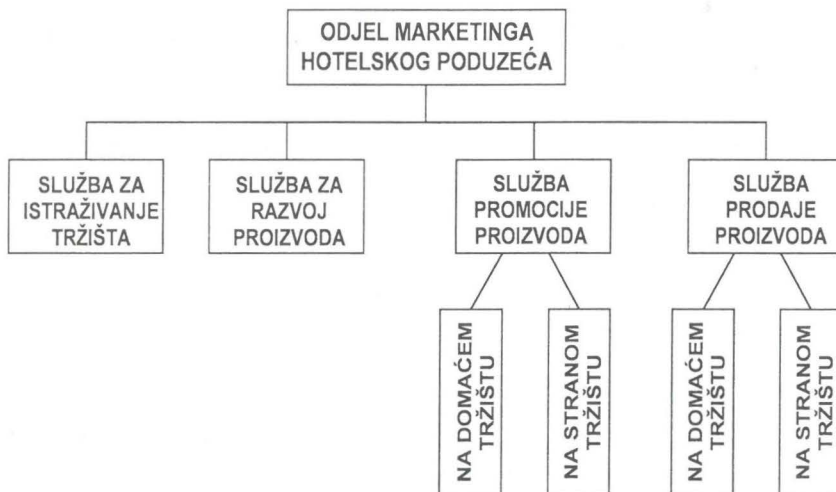 ODJEL MARKETINGA
HOTELSKOG PODUZEĆA
SLUŽBA ZA
ISTRAŽIVANJE
TRŽIŠTA
SLUŽBA ZA
RAZVOJ
PROIZVODA
SLUŽBA
PROMOCIJE
PROIZVODA
SLUŽBA
PRODAJE
PROIZVODA
NA DOMAĆEM
TRŽIŠTU
NA STRANOM
TRŽIŠTU
NA DOMAĆEM
TRŽIŠTU
NA STRANOM
TRŽIŠTU